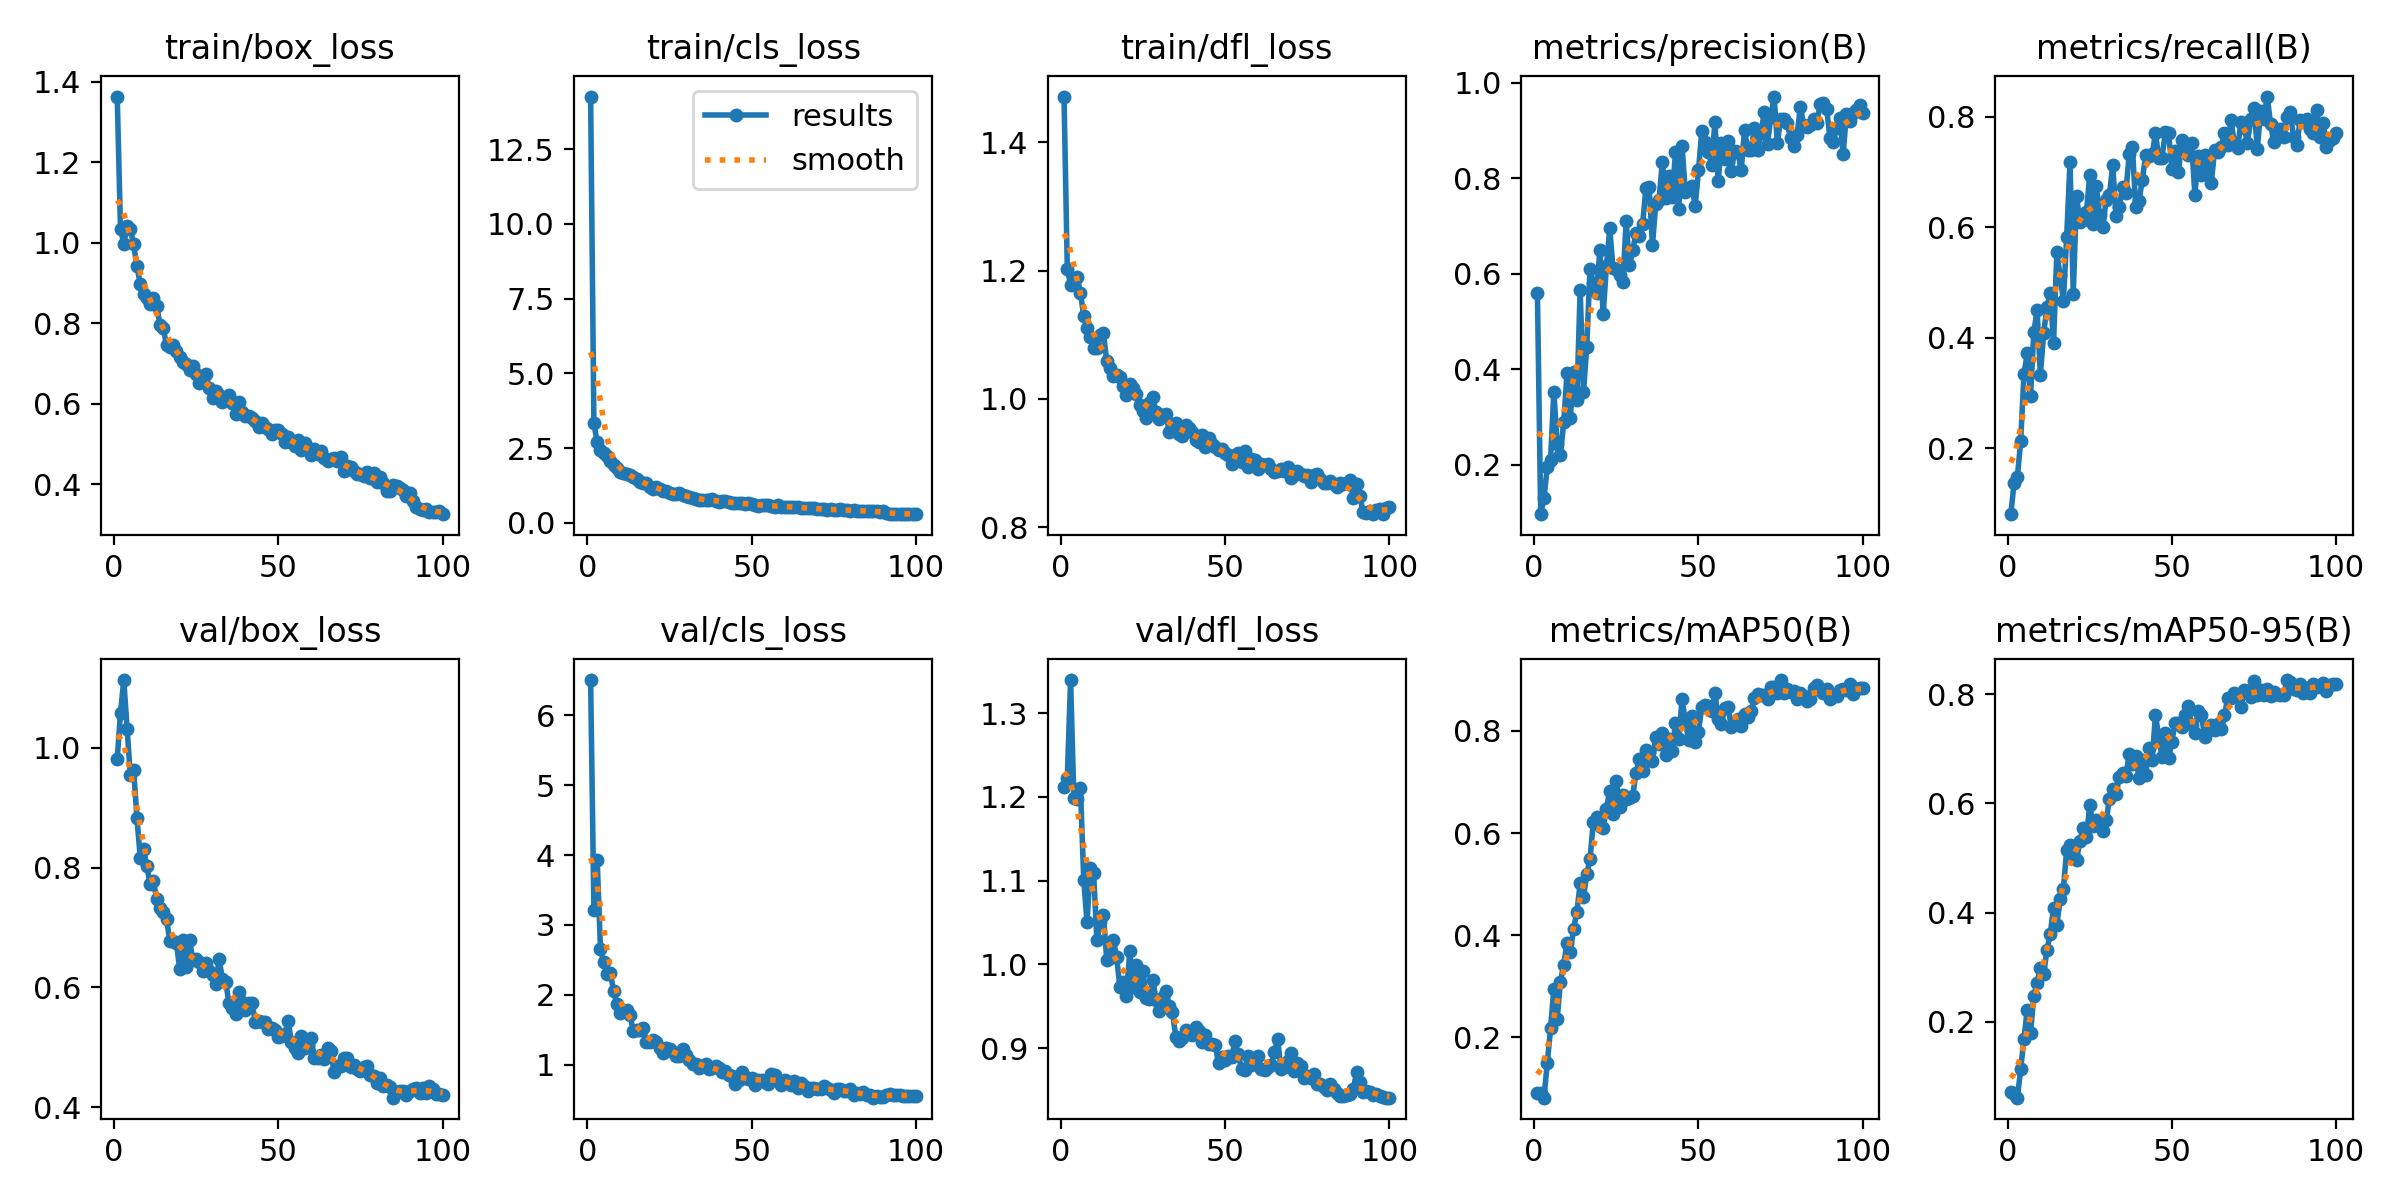 train/box_loss
1.4
1.2
1.0
0.8
0.6
0.4
0 50 100
train/cls_loss
results
smooth
12.5
10.0
7.5
5.0
2.5
0.0
0 50 100
train/dfl_loss
1.4
1.2
1.0
0.8
0 50 100
metrics/precision(B)
1.0
0.8
0.6
0.4
0.2
0 50 100
metrics/recall(B)
0.8
0.6
0.4
0.2
0 50 100
val/box_loss
1.0
0.8
0.6
0.4
0 50 100
val/cls_loss
6
5
4
3
2
1
0 50 100
val/dfl_loss
1.3
1.2
1.1
1.0
0.9
0 50 100
metrics/mAP50(B)
0.8
0.6
0.4
0.2
0 50 100
metrics/mAP50-95(B)
0.8
0.6
0.4
0.2
0 50 100